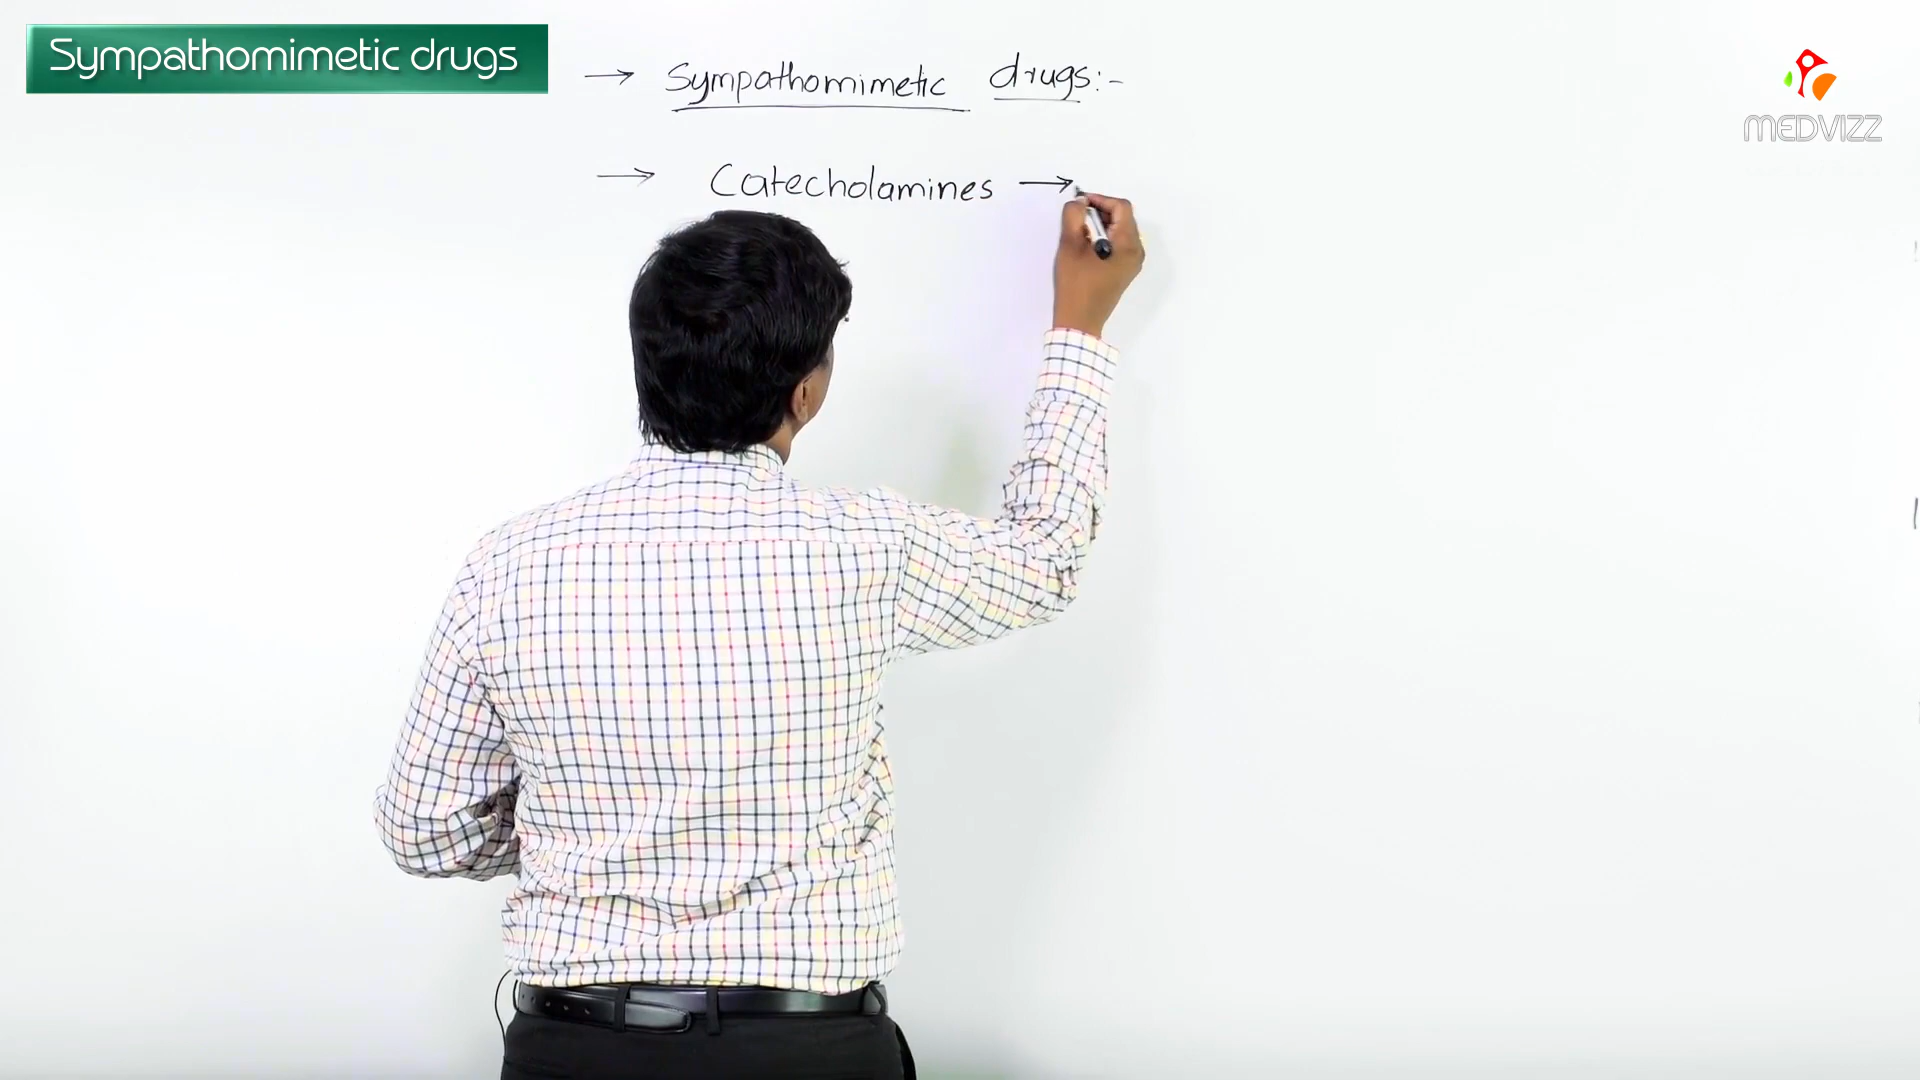 Sympathomimetic drugs
→ Sympathomimetic drugs:-
MEDVIZZ
→ Catecholamines →